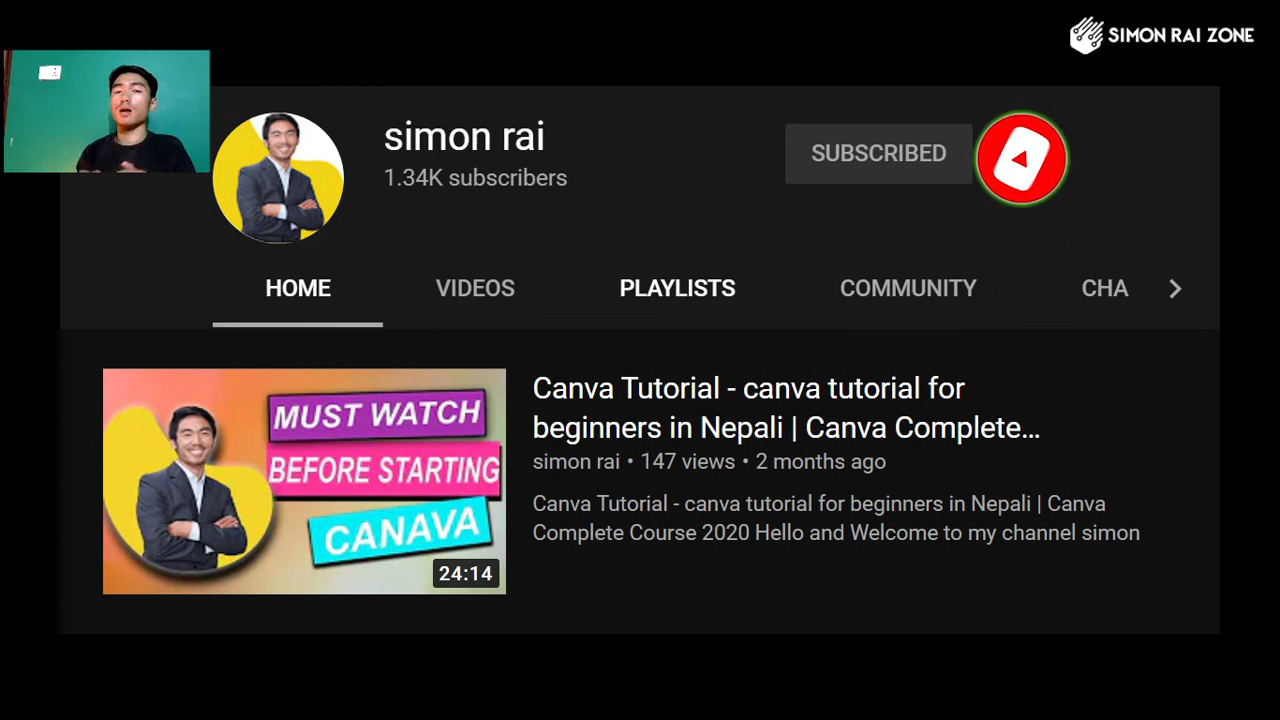 SIMON RAI ZONE
simon rai
1.34K subscribers
SUBSCRIBED
HOME
VIDEOS
PLAYLISTS
COMMUNITY
CHA
MUST WATCH
BEFORE STARTING
CANAVA
24:14
Canva Tutorial - canva tutorial for
beginners in Nepali | Canva Complete...
simon rai • 147 views • 2 months ago
Canva Tutorial - canva tutorial for beginners in Nepali | Canva
Complete Course 2020 Hello and Welcome to my channel simon